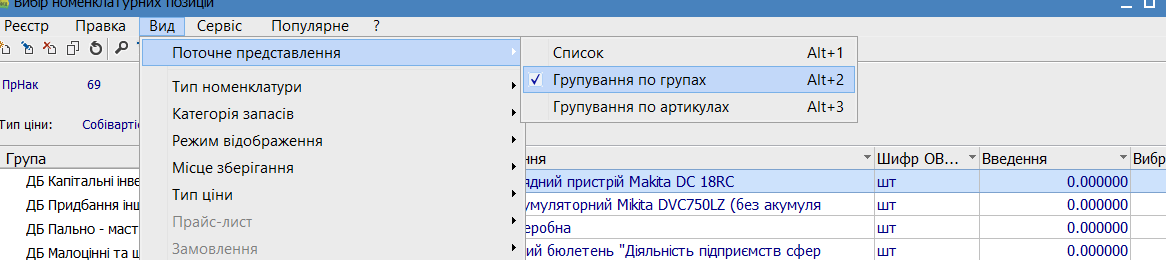 Вибір номенклатурних позицій
Реєстр Правка Вид Сервіс Популярне ?
Поточне представлення
Список Alt+1
ПрНак 69
Групування по групах Alt+2
Тип номенклатури
Групування по артикулах Alt+3
Категорія запасів
Тип ціни: Собівартіс
Режим відображення
Група
Місце зберігання
ння Шифр ОВ... Введення Вибр
ДБ Капітальні інве
Тип ціни
ядний пристрій Makita DC 18RC шт 0.000000
ДБ Придбання інш
умуляторний Mikita DVC750LZ (без акумуля шт 0.000000
Прайс-лист
ДБ Пально - маст
еробна шт 0.000000
Замовлення
ДБ Малоцінні та ш
ий бюлетень "Діяльність підприємств сфер шт 0.000000